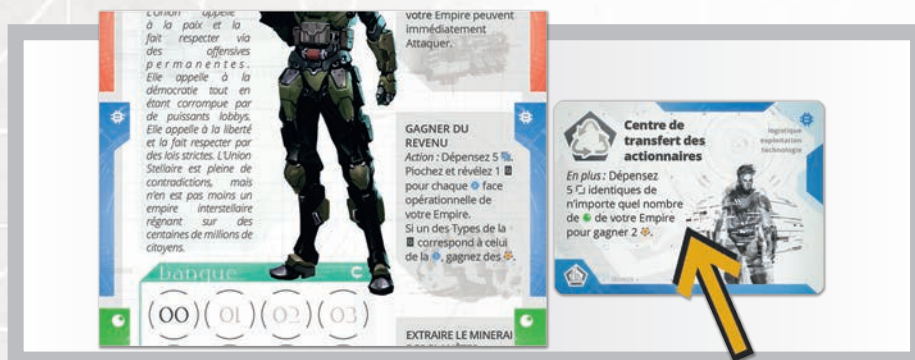 L'Union appelle
à la paix et la
fait respecter via
des offensives
permanentes.
Elle appelle à la
démocratie tout en
étant corrompue par
de puissants lobbys.
Elle appelle à la liberté
et la fait respecter par
des lois strictes. L'Union
Stellaire est pleine de
contradictions, mais
n'en est pas moins un
empire interstellaire
régnant sur des
centaines de millions de
citoyens.
banque
00 01 02 03
votre Empire peuvent
immédiatement
Attaquer.
GAGNER DU
REVENU
Action : Dépensez 5
Piochez et révélez 1
pour chaque face
opérationnelle de
votre Empire.
Si un des Types de la
correspond à celui
de la , gagnez des .
EXTRAIRE LE MINERAI
Centre de
transfert des
actionnaires
logistique
exploitation
technologie
En plus : Dépensez
5 identiques de
n'importe quel nombre
de de votre Empire
pour gagner 2 .